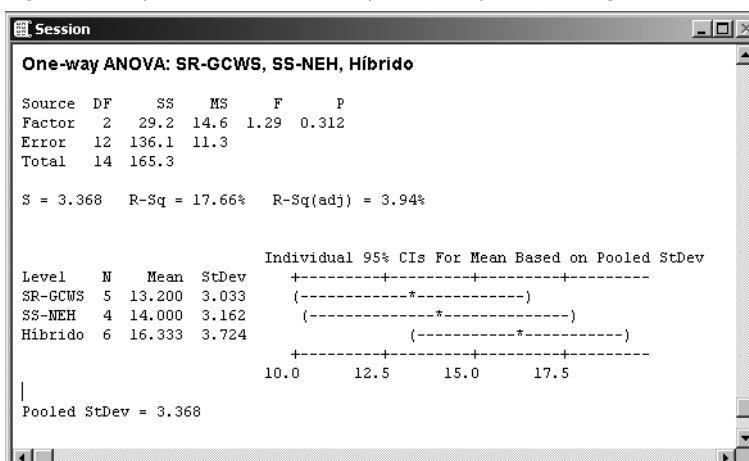 Session
One-way ANOVA: SR-GCWS, SS-NEH, Híbrido
Source  DF     SS    MS     F      P
Factor   2   29.2  14.6  1.29  0.312
Error   12  136.1  11.3
Total   14  165.3
S = 3.368   R-Sq = 17.66%   R-Sq(adj) = 3.94%
Individual 95% CIs For Mean Based on Pooled StDev
Level    N    Mean  StDev     +---------+---------+---------+---------
SR-GCWS  5  13.200  3.033     (------------*------------)
SS-NEH   4  14.000  3.162      (--------------*--------------)
Híbrido  6  16.333  3.724                  (-----------*-----------)
+---------+---------+---------+---------
10.0      12.5      15.0      17.5
Pooled StDev = 3.368